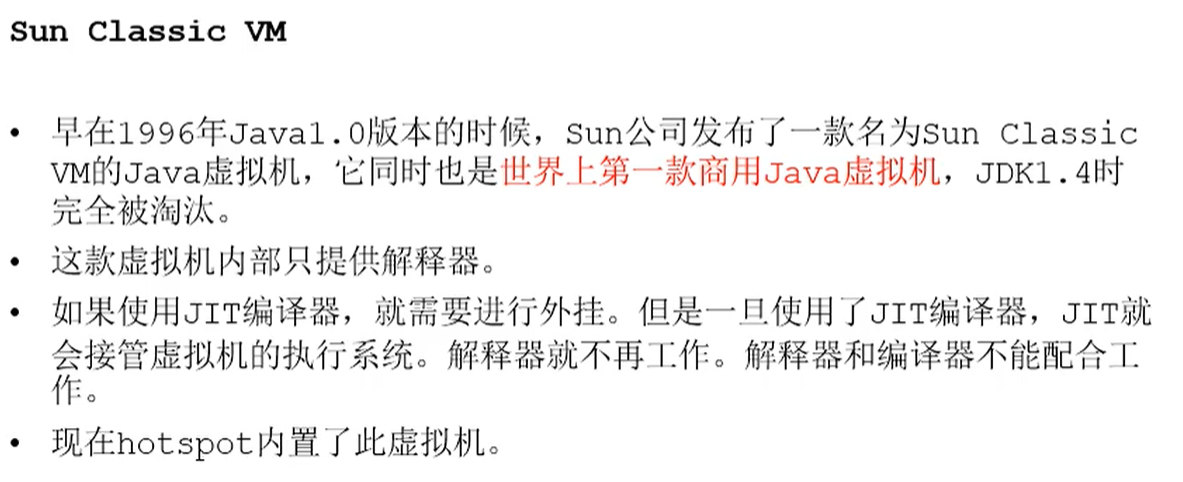 Sun Classic VM
• 早在1996年Java1.0版本的时候，Sun公司发布了一款名为Sun Classic
VM的Java虚拟机，它同时也是世界上第一款商用Java虚拟机，JDK1.4时
完全被淘汰。
• 这款虚拟机内部只提供解释器。
• 如果使用JIT编译器，就需要进行外挂。但是一旦使用了JIT编译器，JIT就
会接管虚拟机的执行系统。解释器就不再工作。解释器和编译器不能配合工
作。
• 现在hotspot内置了此虚拟机。